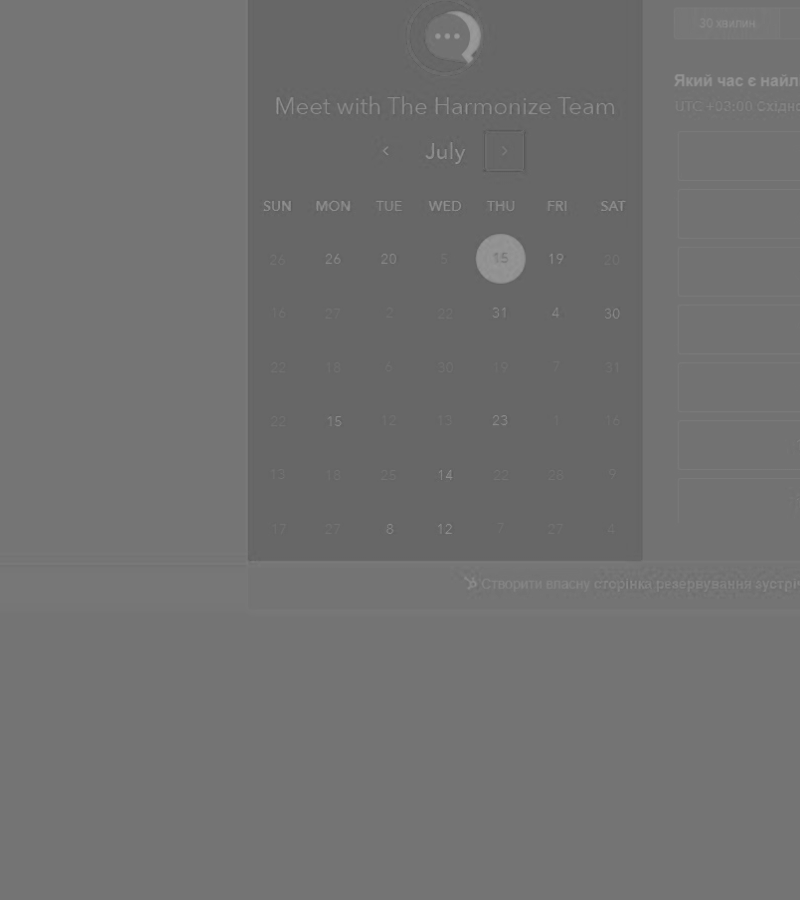 30 хвилин
Meet with The Harmonize Team
Який час є найл
UTC +03:00 Східно
July
SUN MON TUE WED THU FRI SAT
26 26 20 5 15 19 20
16 27 2 22 31 4 30
22 18 6 30 19 7 31
22 15 12 13 23 1 16
13 18 25 14 22 28 9
17 27 8 12 7 27 4
Створити власну сторінка резервування зустріч